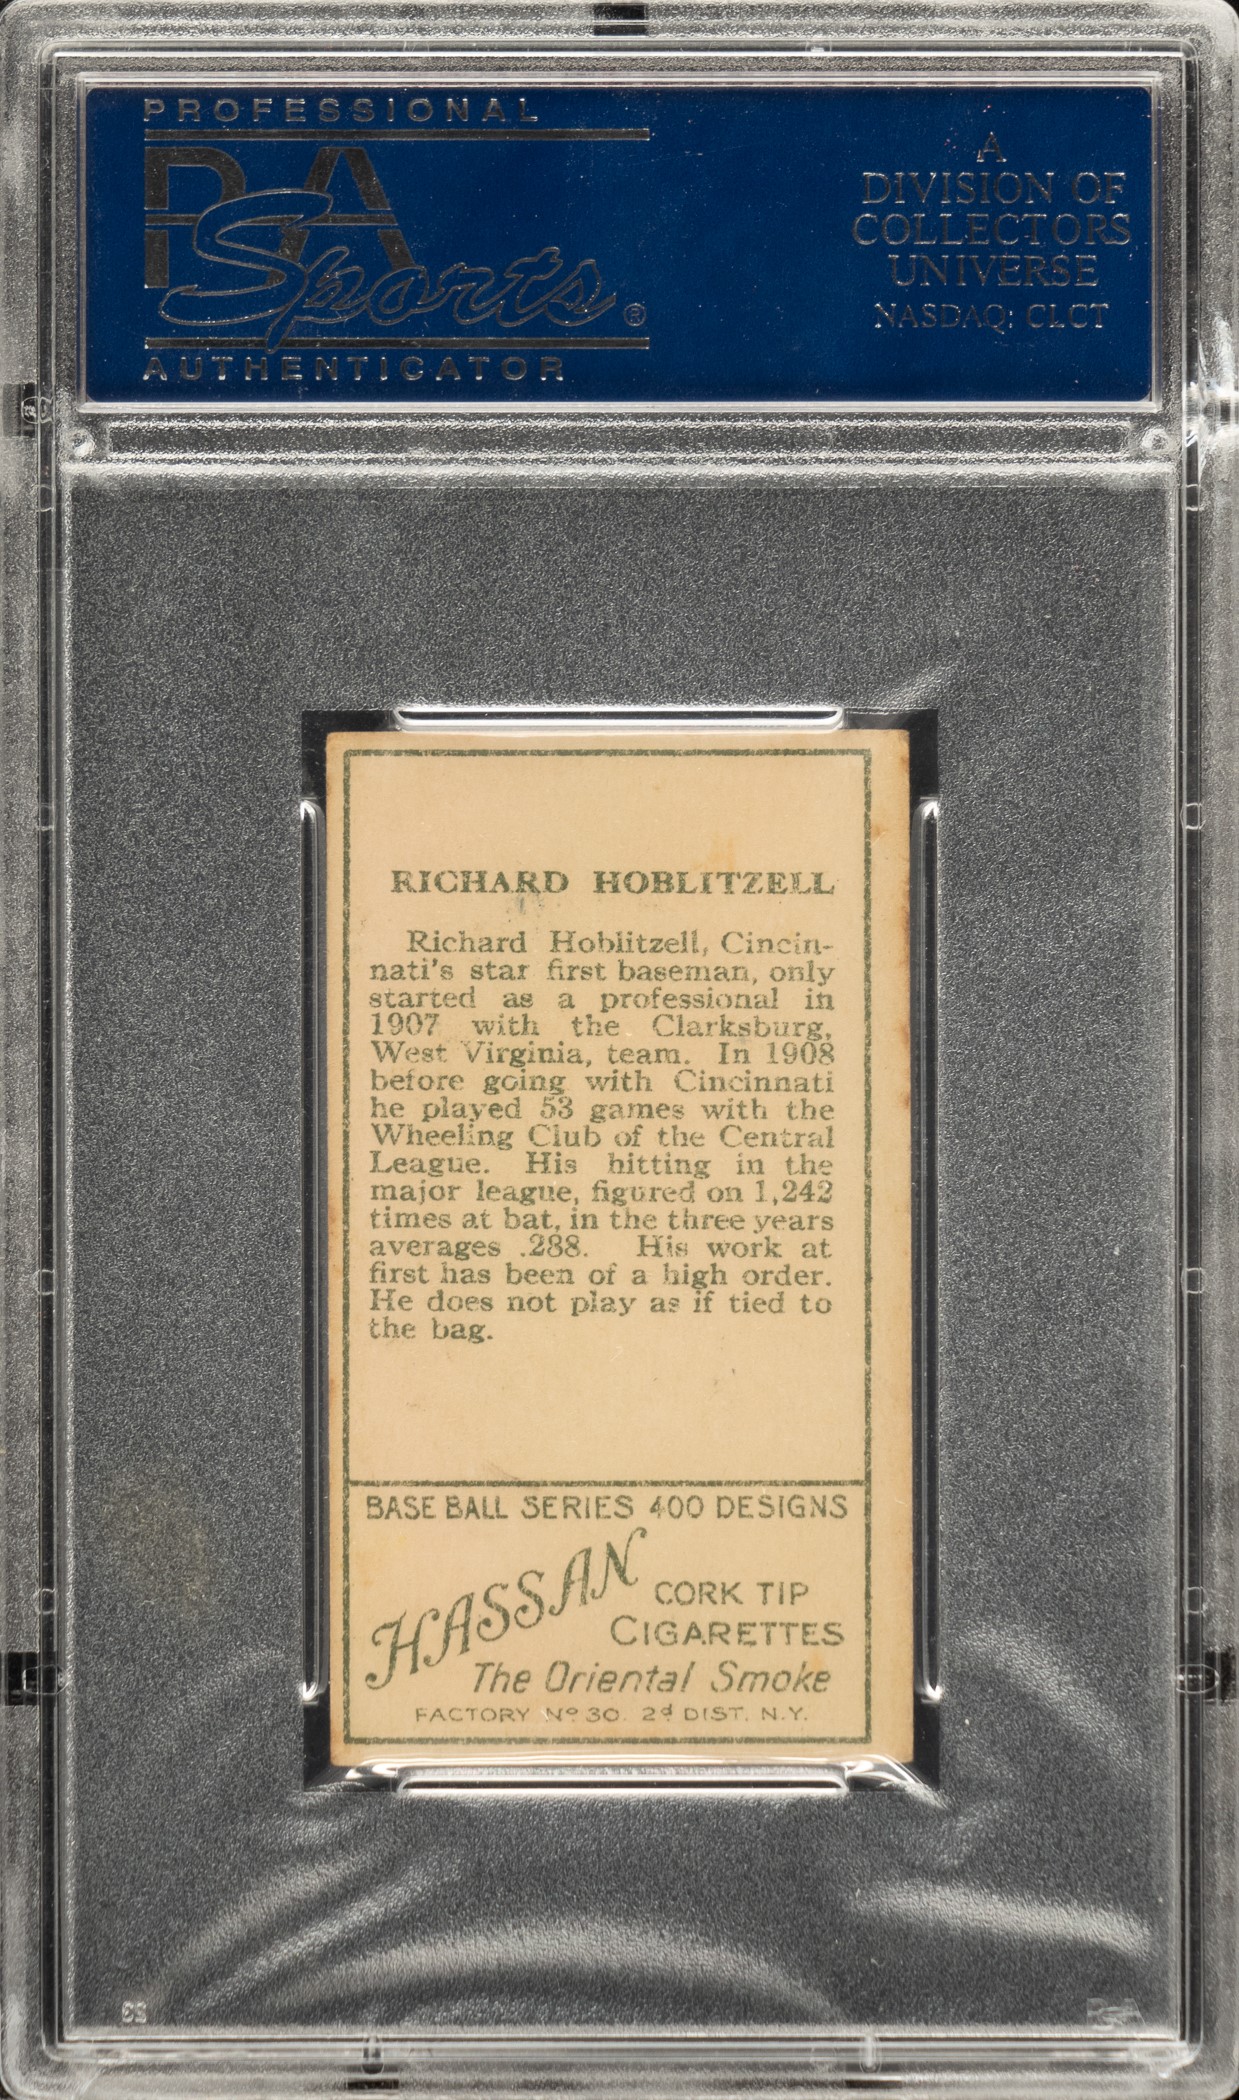 PROFESSIONAL
PSA
Sports ®
AUTHENTICATOR
A
DIVISION OF
COLLECTORS
UNIVERSE
NASDAQ: CLCT
RICHARD HOBLITZELL
Richard Hoblitzell, Cincin-
nati's star first baseman, only
started as a professional in
1907 with the Clarksburg,
West Virginia, team. In 1908
before going with Cincinnati
he played 53 games with the
Wheeling Club of the Central
League. His hitting in the
major league, figured on 1,242
times at bat, in the three years
averages .288. His work at
first has been of a high order.
He does not play as if tied to
the bag.
BASE BALL SERIES 400 DESIGNS
HASSAN
CORK TIP
CIGARETTES
The Oriental Smoke
FACTORY Nº 30. 2d DIST. N.Y.
PSA